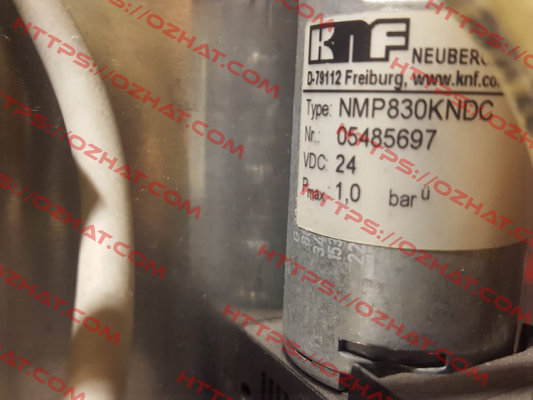 KNF NEUBERG
D-79112 Freiburg, www.knf.co
Type: NMP830KNDC
Nr.: 05485697
VDC: 24
Pmax: 1,0 bar ü
HTTPS://OZHAT.COM